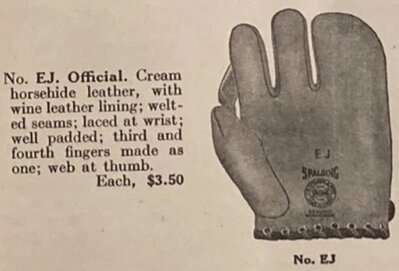 No. EJ. Official. Cream
horsehide leather, with
wine leather lining; welt-
ed seams; laced at wrist;
well padded; third and
fourth fingers made as
one; web at thumb.
Each, $3.50
E J
SPALDING
No. EJ